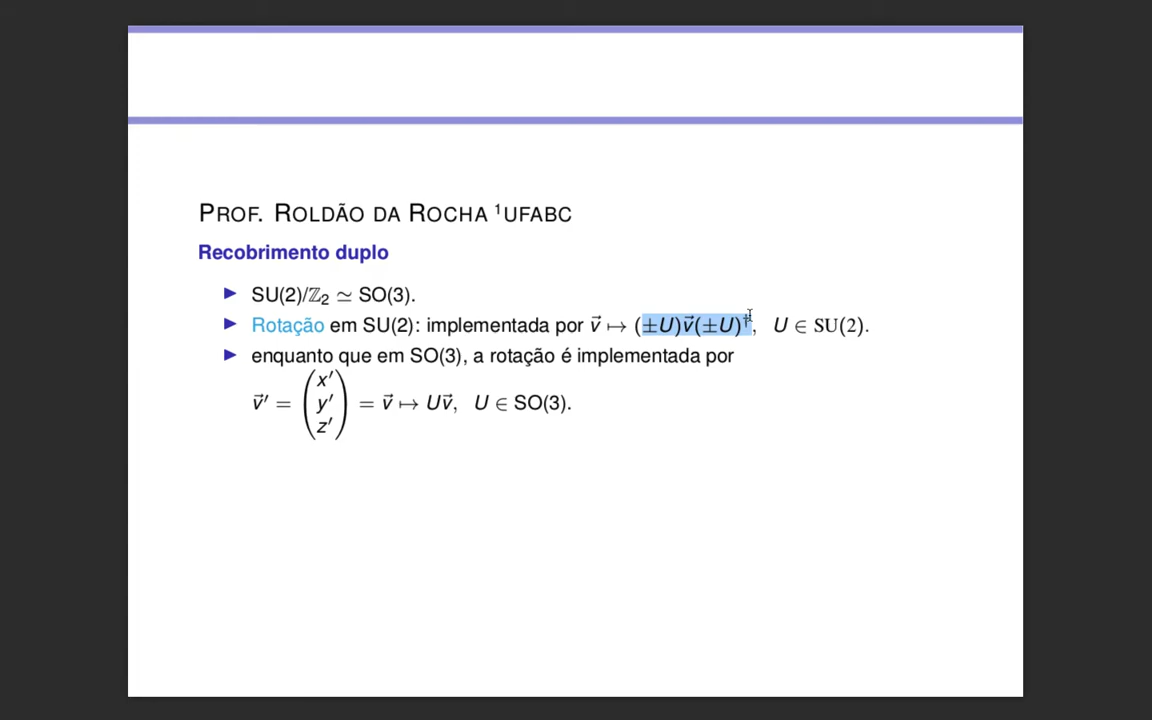 PROF. ROLDÃO DA ROCHA ¹UFABC
Recobrimento duplo
▶ SU(2)/ℤ₂ ≃ SO(3).
▶ Rotação em SU(2): implementada por v⃗ ↦ (±U)v⃗(±U)†, U ∈ SU(2).
▶ enquanto que em SO(3), a rotação é implementada por
v⃗ ′ = (x′ y′ z′) = v⃗ ↦ Uv⃗, U ∈ SO(3).